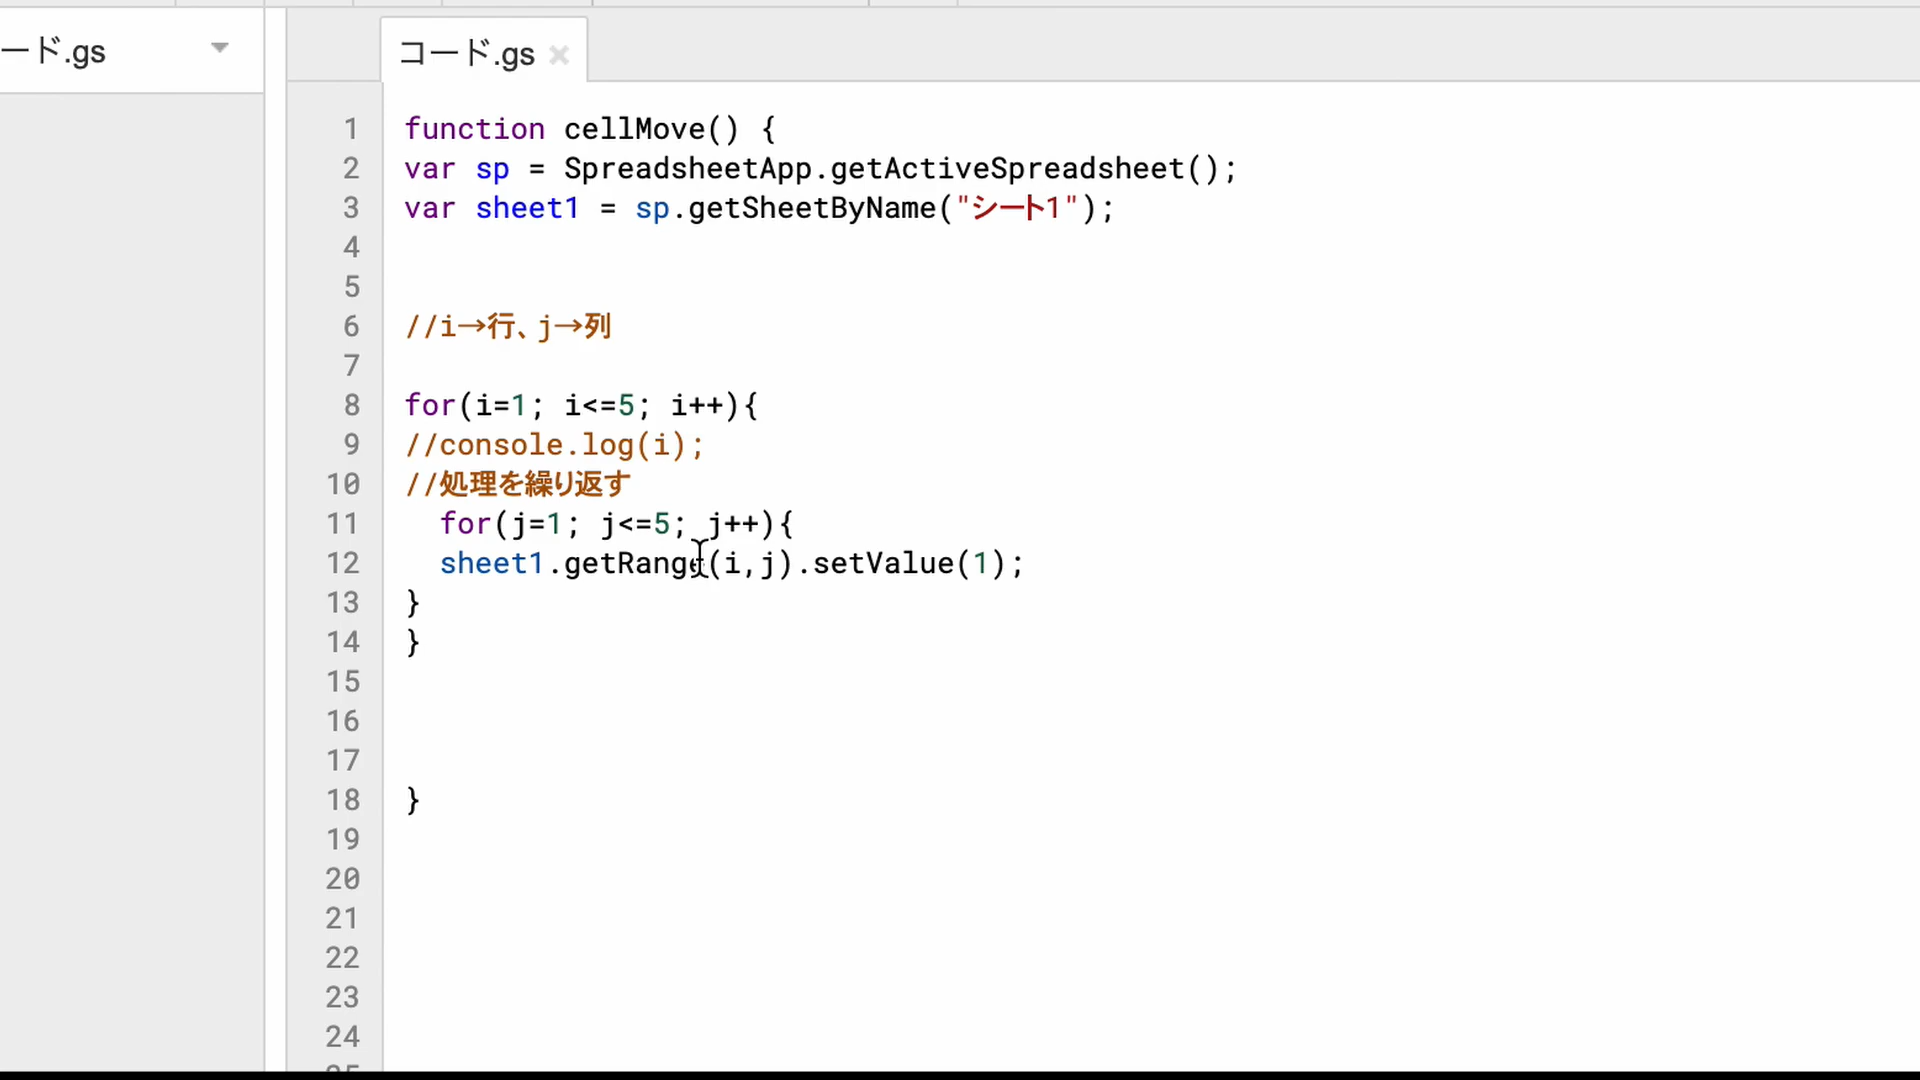 ード.gs
コード.gs ×
1 function cellMove() {
2 var sp = SpreadsheetApp.getActiveSpreadsheet();
3 var sheet1 = sp.getSheetByName("シート1");
4
5
6 //i→行、j→列
7
8 for(i=1; i<=5; i++){
9 //console.log(i);
10 //処理を繰り返す
11 for(j=1; j<=5; j++){
12 sheet1.getRange(i,j).setValue(1);
13 }
14 }
15
16
17
18 }
19
20
21
22
23
24